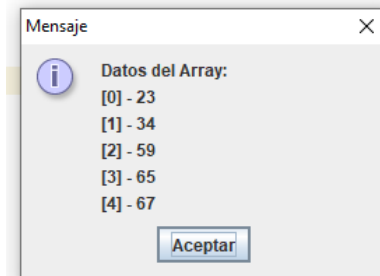 Mensaje
Datos del Array:
[0] - 23
[1] - 34
[2] - 59
[3] - 65
[4] - 67
Aceptar